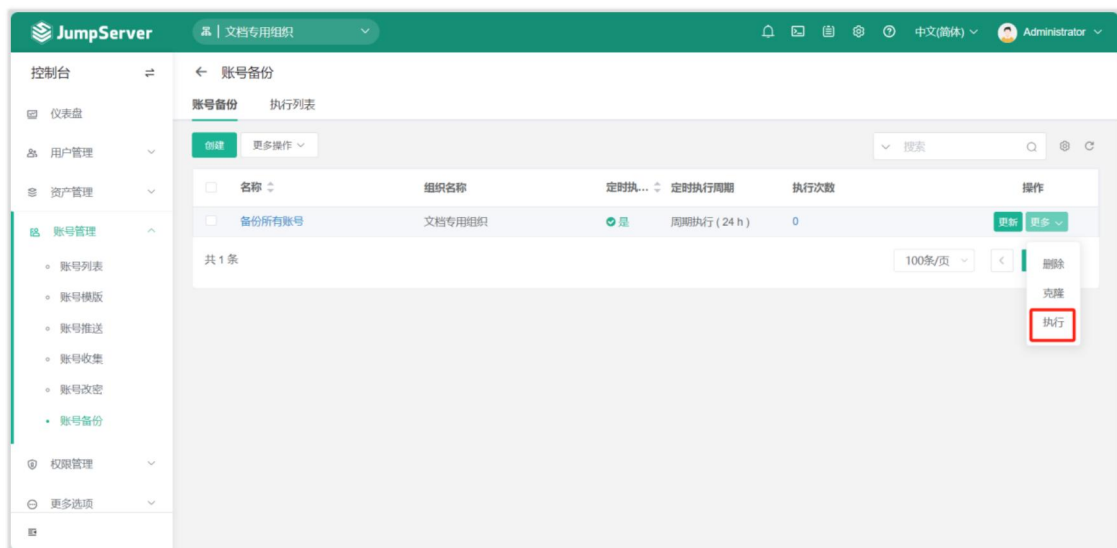 JumpServer
文档专用组织
中文(简体)
Administrator
控制台
账号备份
账号备份
执行列表
仪表盘
用户管理
资产管理
账号管理
账号列表
账号模版
账号推送
账号收集
账号改密
账号备份
权限管理
更多选项
创建
更多操作
搜索
名称
组织名称
定时执...
定时执行周期
执行次数
操作
备份所有账号
文档专用组织
是
周期执行 ( 24 h )
0
更新
更多
共 1 条
100条/页
删除
克隆
执行